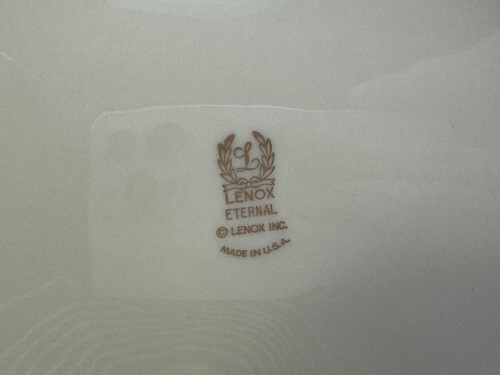 L
LENOX
ETERNAL
© LENOX INC.
MADE IN U.S.A.